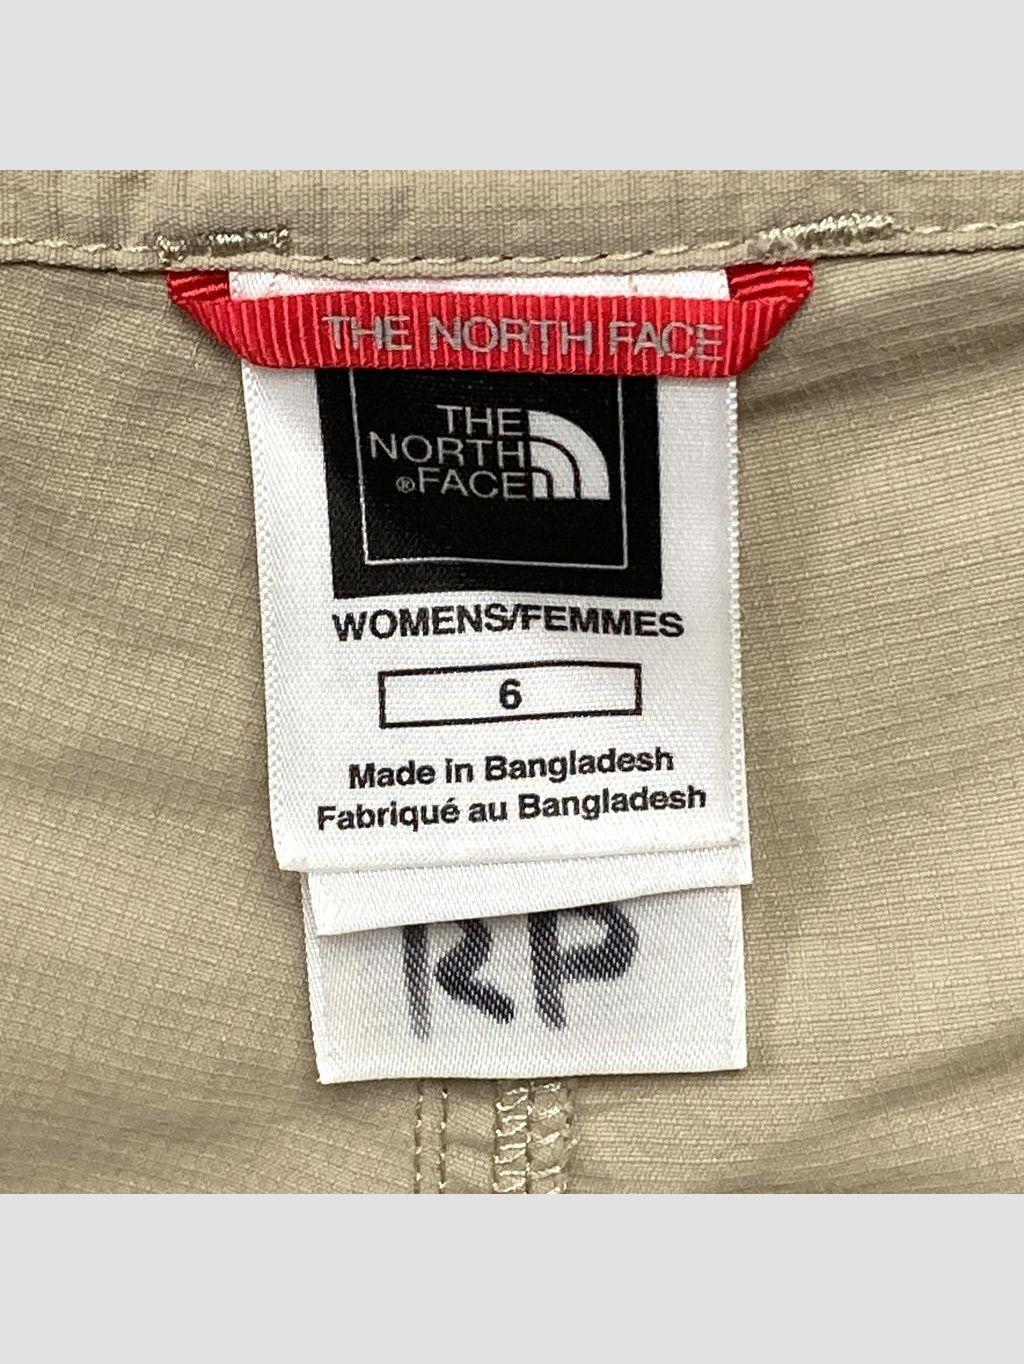 THE NORTH FACE
THE
NORTH
®FACE
WOMENS/FEMMES
6
Made in Bangladesh
Fabriqué au Bangladesh
RP